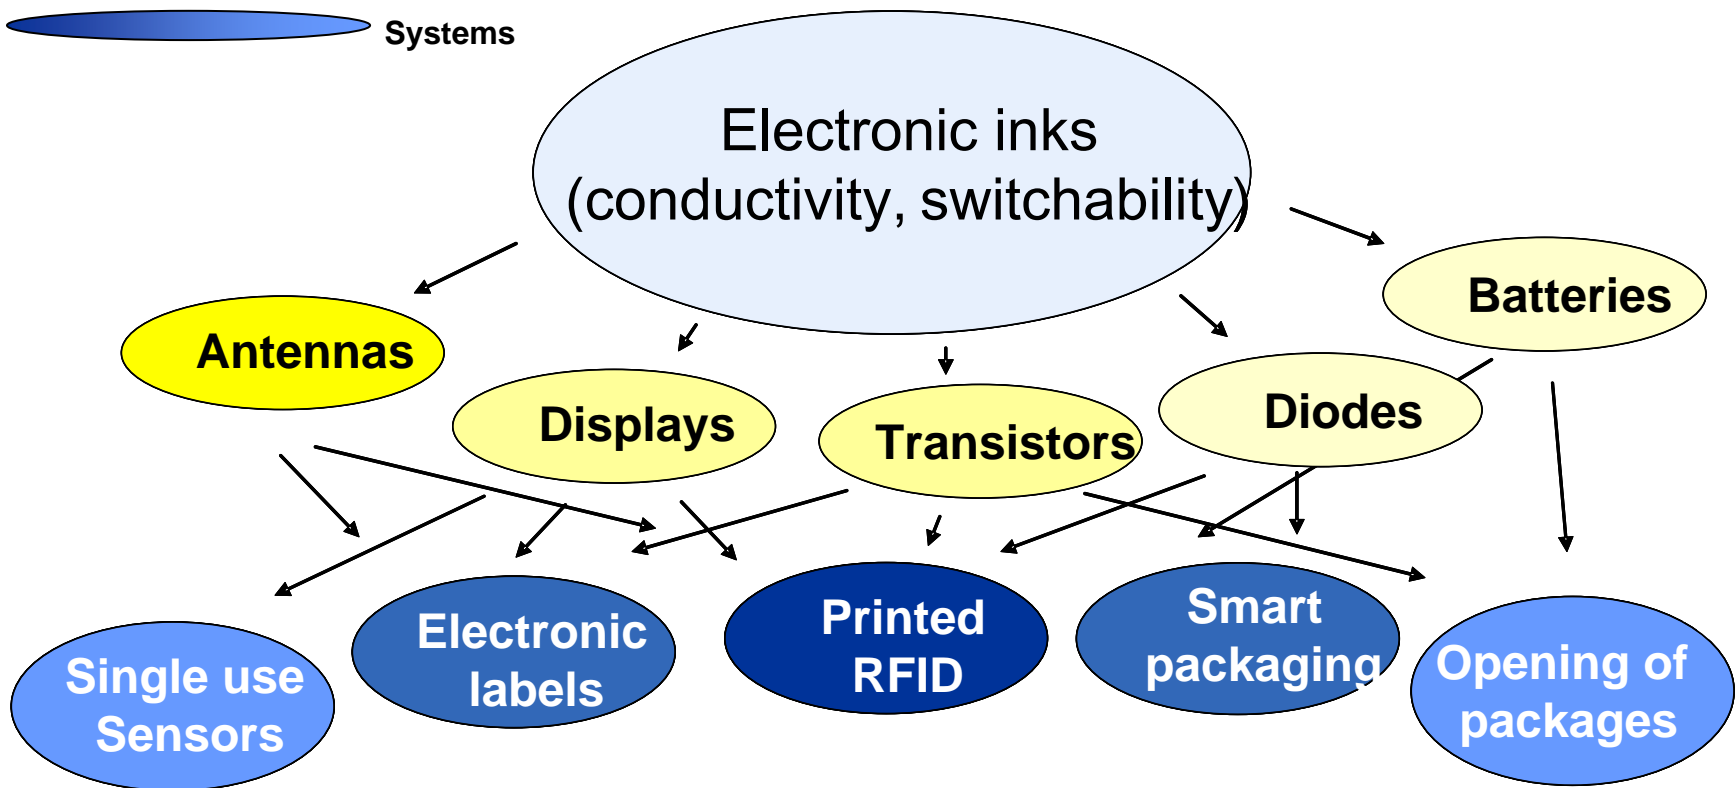 Systems
Electronic inks
(conductivity, switchability)
Batteries
Antennas
Displays
Transistors
Diodes
Single use
Sensors
Electronic
labels
Printed
RFID
Smart
packaging
Opening of
packages